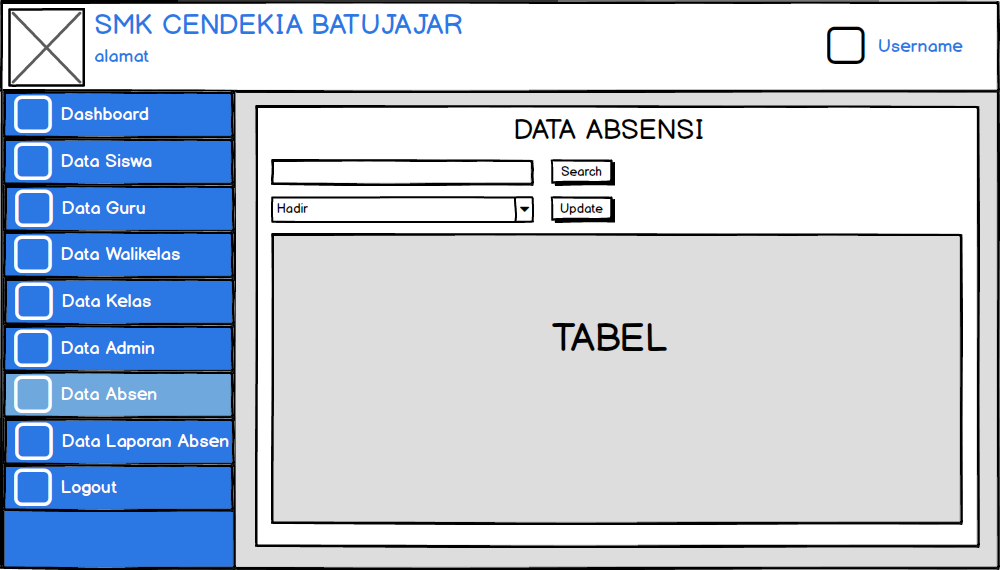 SMK CENDEKIA BATUJAJAR
alamat
Username
Dashboard
Data Siswa
Data Guru
Data Walikelas
Data Kelas
Data Admin
Data Absen
Data Laporan Absen
Logout
DATA ABSENSI
Search
Hadir
Update
TABEL